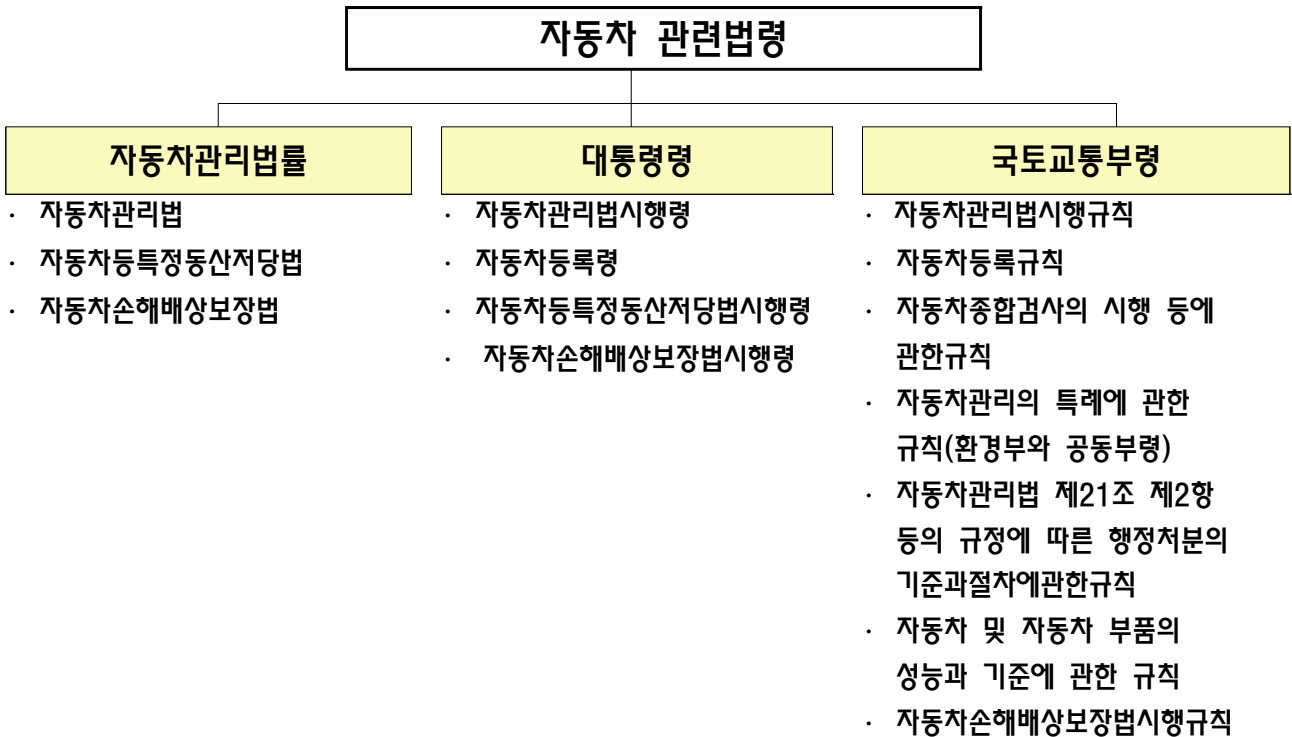 자동차 관련법령
자동차관리법률
· 자동차관리법
· 자동차등특정동산저당법
· 자동차손해배상보장법
대통령령
· 자동차관리법시행령
· 자동차등록령
· 자동차등특정동산저당법시행령
· 자동차손해배상보장법시행령
국토교통부령
· 자동차관리법시행규칙
· 자동차등록규칙
· 자동차종합검사의 시행 등에
관한규칙
· 자동차관리의 특례에 관한
규칙(환경부와 공동부령)
· 자동차관리법 제21조 제2항
등의 규정에 따른 행정처분의
기준과절차에관한규칙
· 자동차 및 자동차 부품의
성능과 기준에 관한 규칙
· 자동차손해배상보장법시행규칙